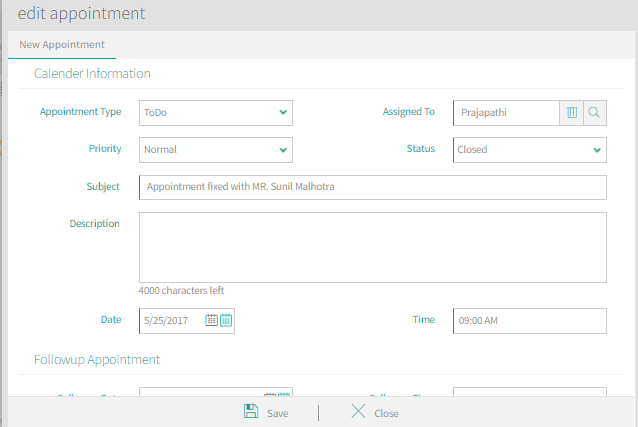 edit appointment
New Appointment
Calender Information
Appointment Type ToDo Assigned To Prajapathi
Priority Normal Status Closed
Subject Appointment fixed with MR. Sunil Malhotra
Description
4000 characters left
Date 5/25/2017 Time 09:00 AM
Followup Appointment
Save Close